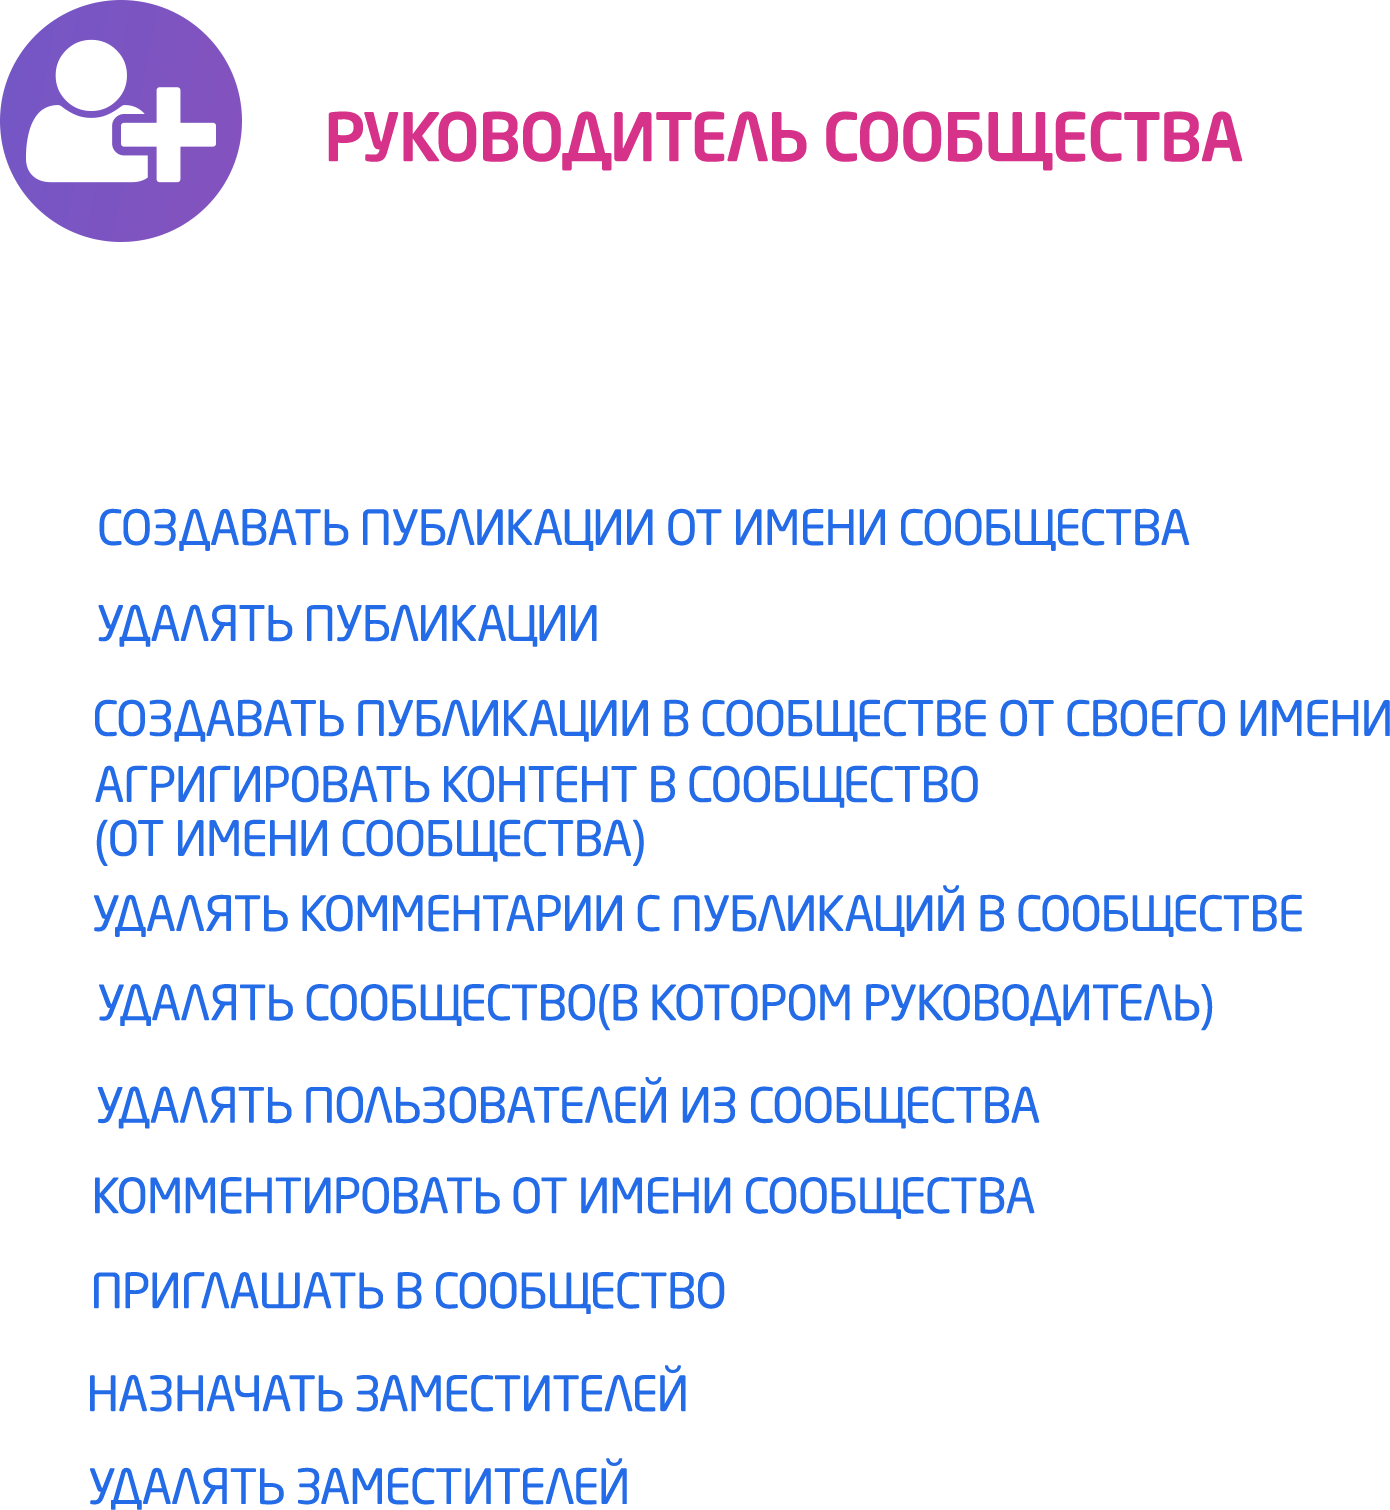 РУКОВОДИТЕЛЬ СООБЩЕСТВА
СОЗДАВАТЬ ПУБЛИКАЦИИ ОТ ИМЕНИ СООБЩЕСТВА
УДАЛЯТЬ ПУБЛИКАЦИИ
СОЗДАВАТЬ ПУБЛИКАЦИИ В СООБЩЕСТВЕ ОТ СВОЕГО ИМЕНИ
АГРИГИРОВАТЬ КОНТЕНТ В СООБЩЕСТВО
(ОТ ИМЕНИ СООБЩЕСТВА)
УДАЛЯТЬ КОММЕНТАРИИ С ПУБЛИКАЦИЙ В СООБЩЕСТВЕ
УДАЛЯТЬ СООБЩЕСТВО(В КОТОРОМ РУКОВОДИТЕЛЬ)
УДАЛЯТЬ ПОЛЬЗОВАТЕЛЕЙ ИЗ СООБЩЕСТВА
КОММЕНТИРОВАТЬ ОТ ИМЕНИ СООБЩЕСТВА
ПРИГЛАШАТЬ В СООБЩЕСТВО
НАЗНАЧАТЬ ЗАМЕСТИТЕЛЕЙ
УДАЛЯТЬ ЗАМЕСТИТЕЛЕЙ